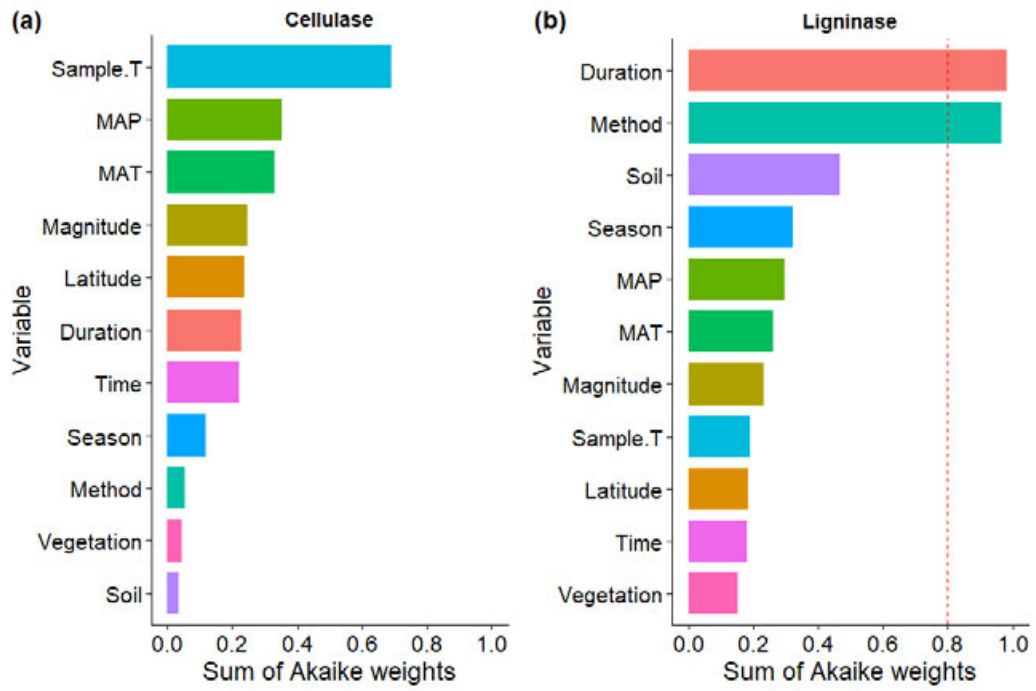 (a)
Cellulase
Variable
Sample.T
MAP
MAT
Magnitude
Latitude
Duration
Time
Season
Method
Vegetation
Soil
0.0 0.2 0.4 0.6 0.8 1.0
Sum of Akaike weights
(b)
Ligninase
Variable
Duration
Method
Soil
Season
MAP
MAT
Magnitude
Sample.T
Latitude
Time
Vegetation
0.0 0.2 0.4 0.6 0.8 1.0
Sum of Akaike weights